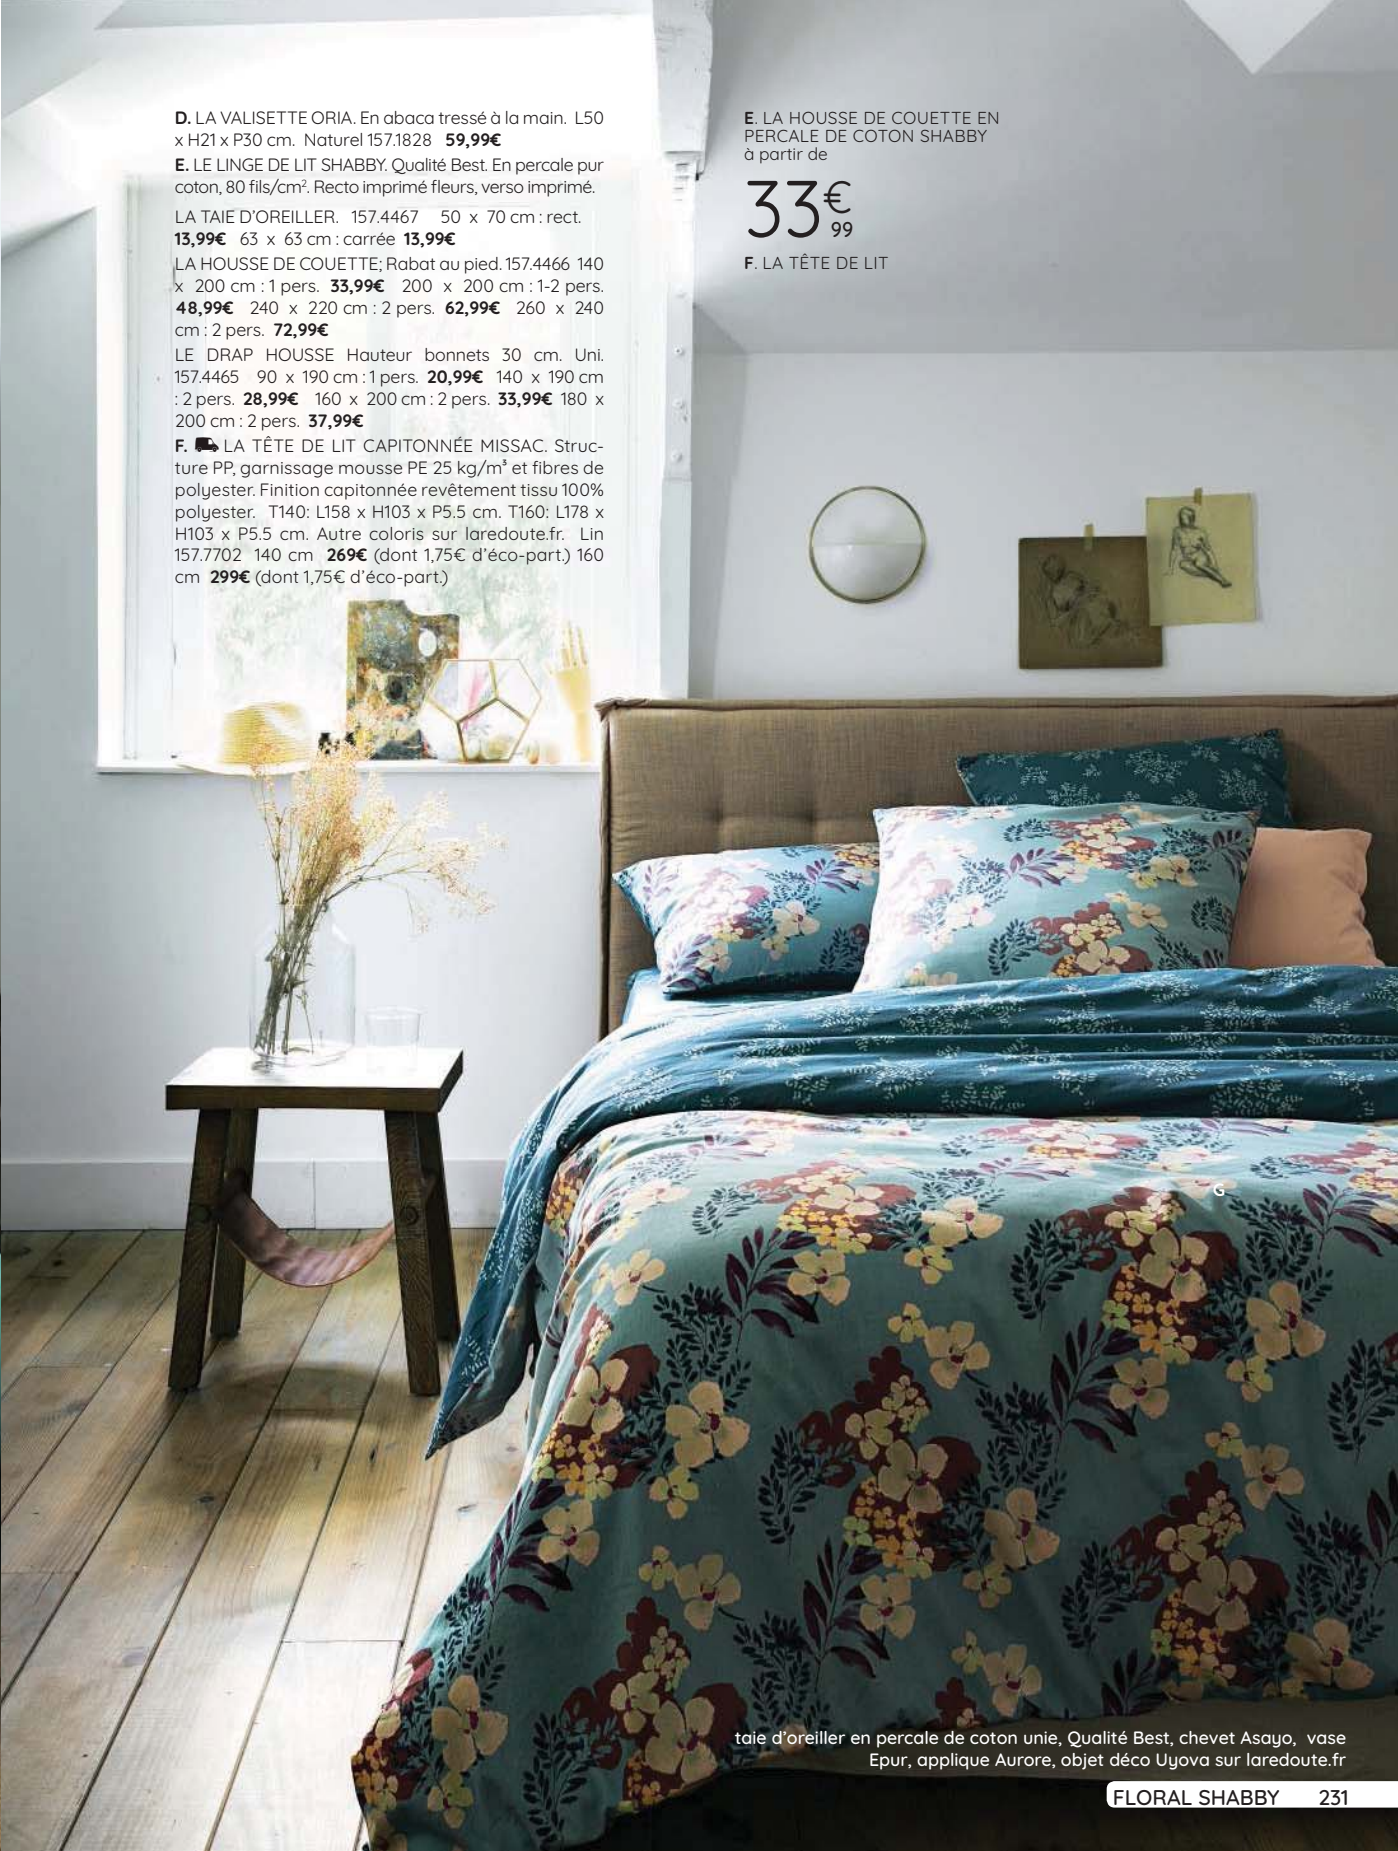 D. LA VALISETTE ORIA. En abaca tressé à la main. L50
x H21 x P30 cm. Naturel 157.1828 59,99€
E. LE LINGE DE LIT SHABBY. Qualité Best. En percale pur
coton, 80 fils/cm². Recto imprimé fleurs, verso imprimé.
LA TAIE D'OREILLER. 157.4467 50 x 70 cm : rect.
13,99€ 63 x 63 cm : carrée 13,99€
LA HOUSSE DE COUETTE; Rabat au pied. 157.4466 140
x 200 cm : 1 pers. 33,99€ 200 x 200 cm : 1-2 pers.
48,99€ 240 x 220 cm : 2 pers. 62,99€ 260 x 240
cm : 2 pers. 72,99€
LE DRAP HOUSSE Hauteur bonnets 30 cm. Uni.
157.4465 90 x 190 cm : 1 pers. 20,99€ 140 x 190 cm
: 2 pers. 28,99€ 160 x 200 cm : 2 pers. 33,99€ 180 x
200 cm : 2 pers. 37,99€
F. LA TÊTE DE LIT CAPITONNÉE MISSAC. Struc-
ture PP, garnissage mousse PE 25 kg/m³ et fibres de
polyester. Finition capitonnée revêtement tissu 100%
polyester. T140: L158 x H103 x P5.5 cm. T160: L178 x
H103 x P5.5 cm. Autre coloris sur laredoute.fr. Lin
157.7702 140 cm 269€ (dont 1,75€ d'éco-part.) 160
cm 299€ (dont 1,75€ d'éco-part.)
E. LA HOUSSE DE COUETTE EN
PERCALE DE COTON SHABBY
à partir de
33€99
F. LA TÊTE DE LIT
G
taie d'oreiller en percale de coton unie, Qualité Best, chevet Asayo, vase
Epur, applique Aurore, objet déco Uyova sur laredoute.fr
FLORAL SHABBY 231